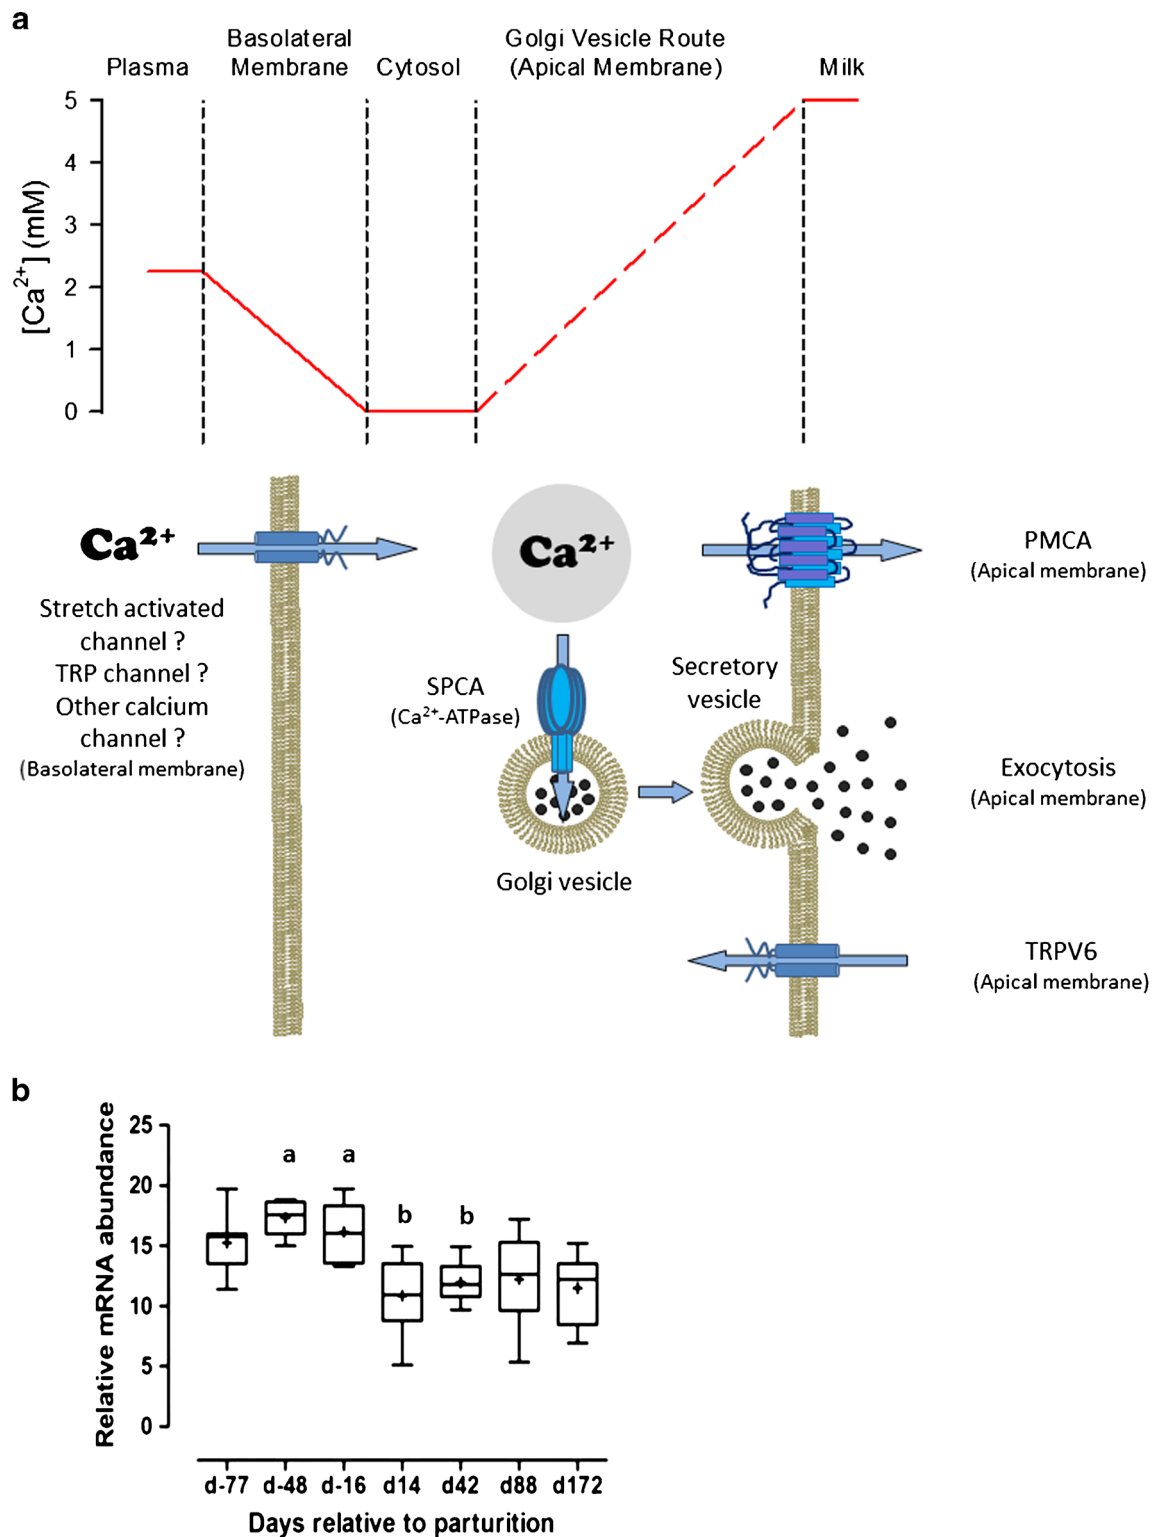 a
Plasma
Basolateral
Membrane
Cytosol
Golgi Vesicle Route
(Apical Membrane)
Milk
[Ca2+] (mM)
5
4
3
2
1
0
Ca2+
Stretch activated
channel ?
TRP channel ?
Other calcium
channel ?
(Basolateral membrane)
Ca2+
SPCA
(Ca2+-ATPase)
Golgi vesicle
Secretory
vesicle
PMCA
(Apical membrane)
Exocytosis
(Apical membrane)
TRPV6
(Apical membrane)
b
Relative mRNA abundance
25
20
15
10
5
0
a
a
b
b
d-77 d-48 d-16 d14 d42 d88 d172
Days relative to parturition